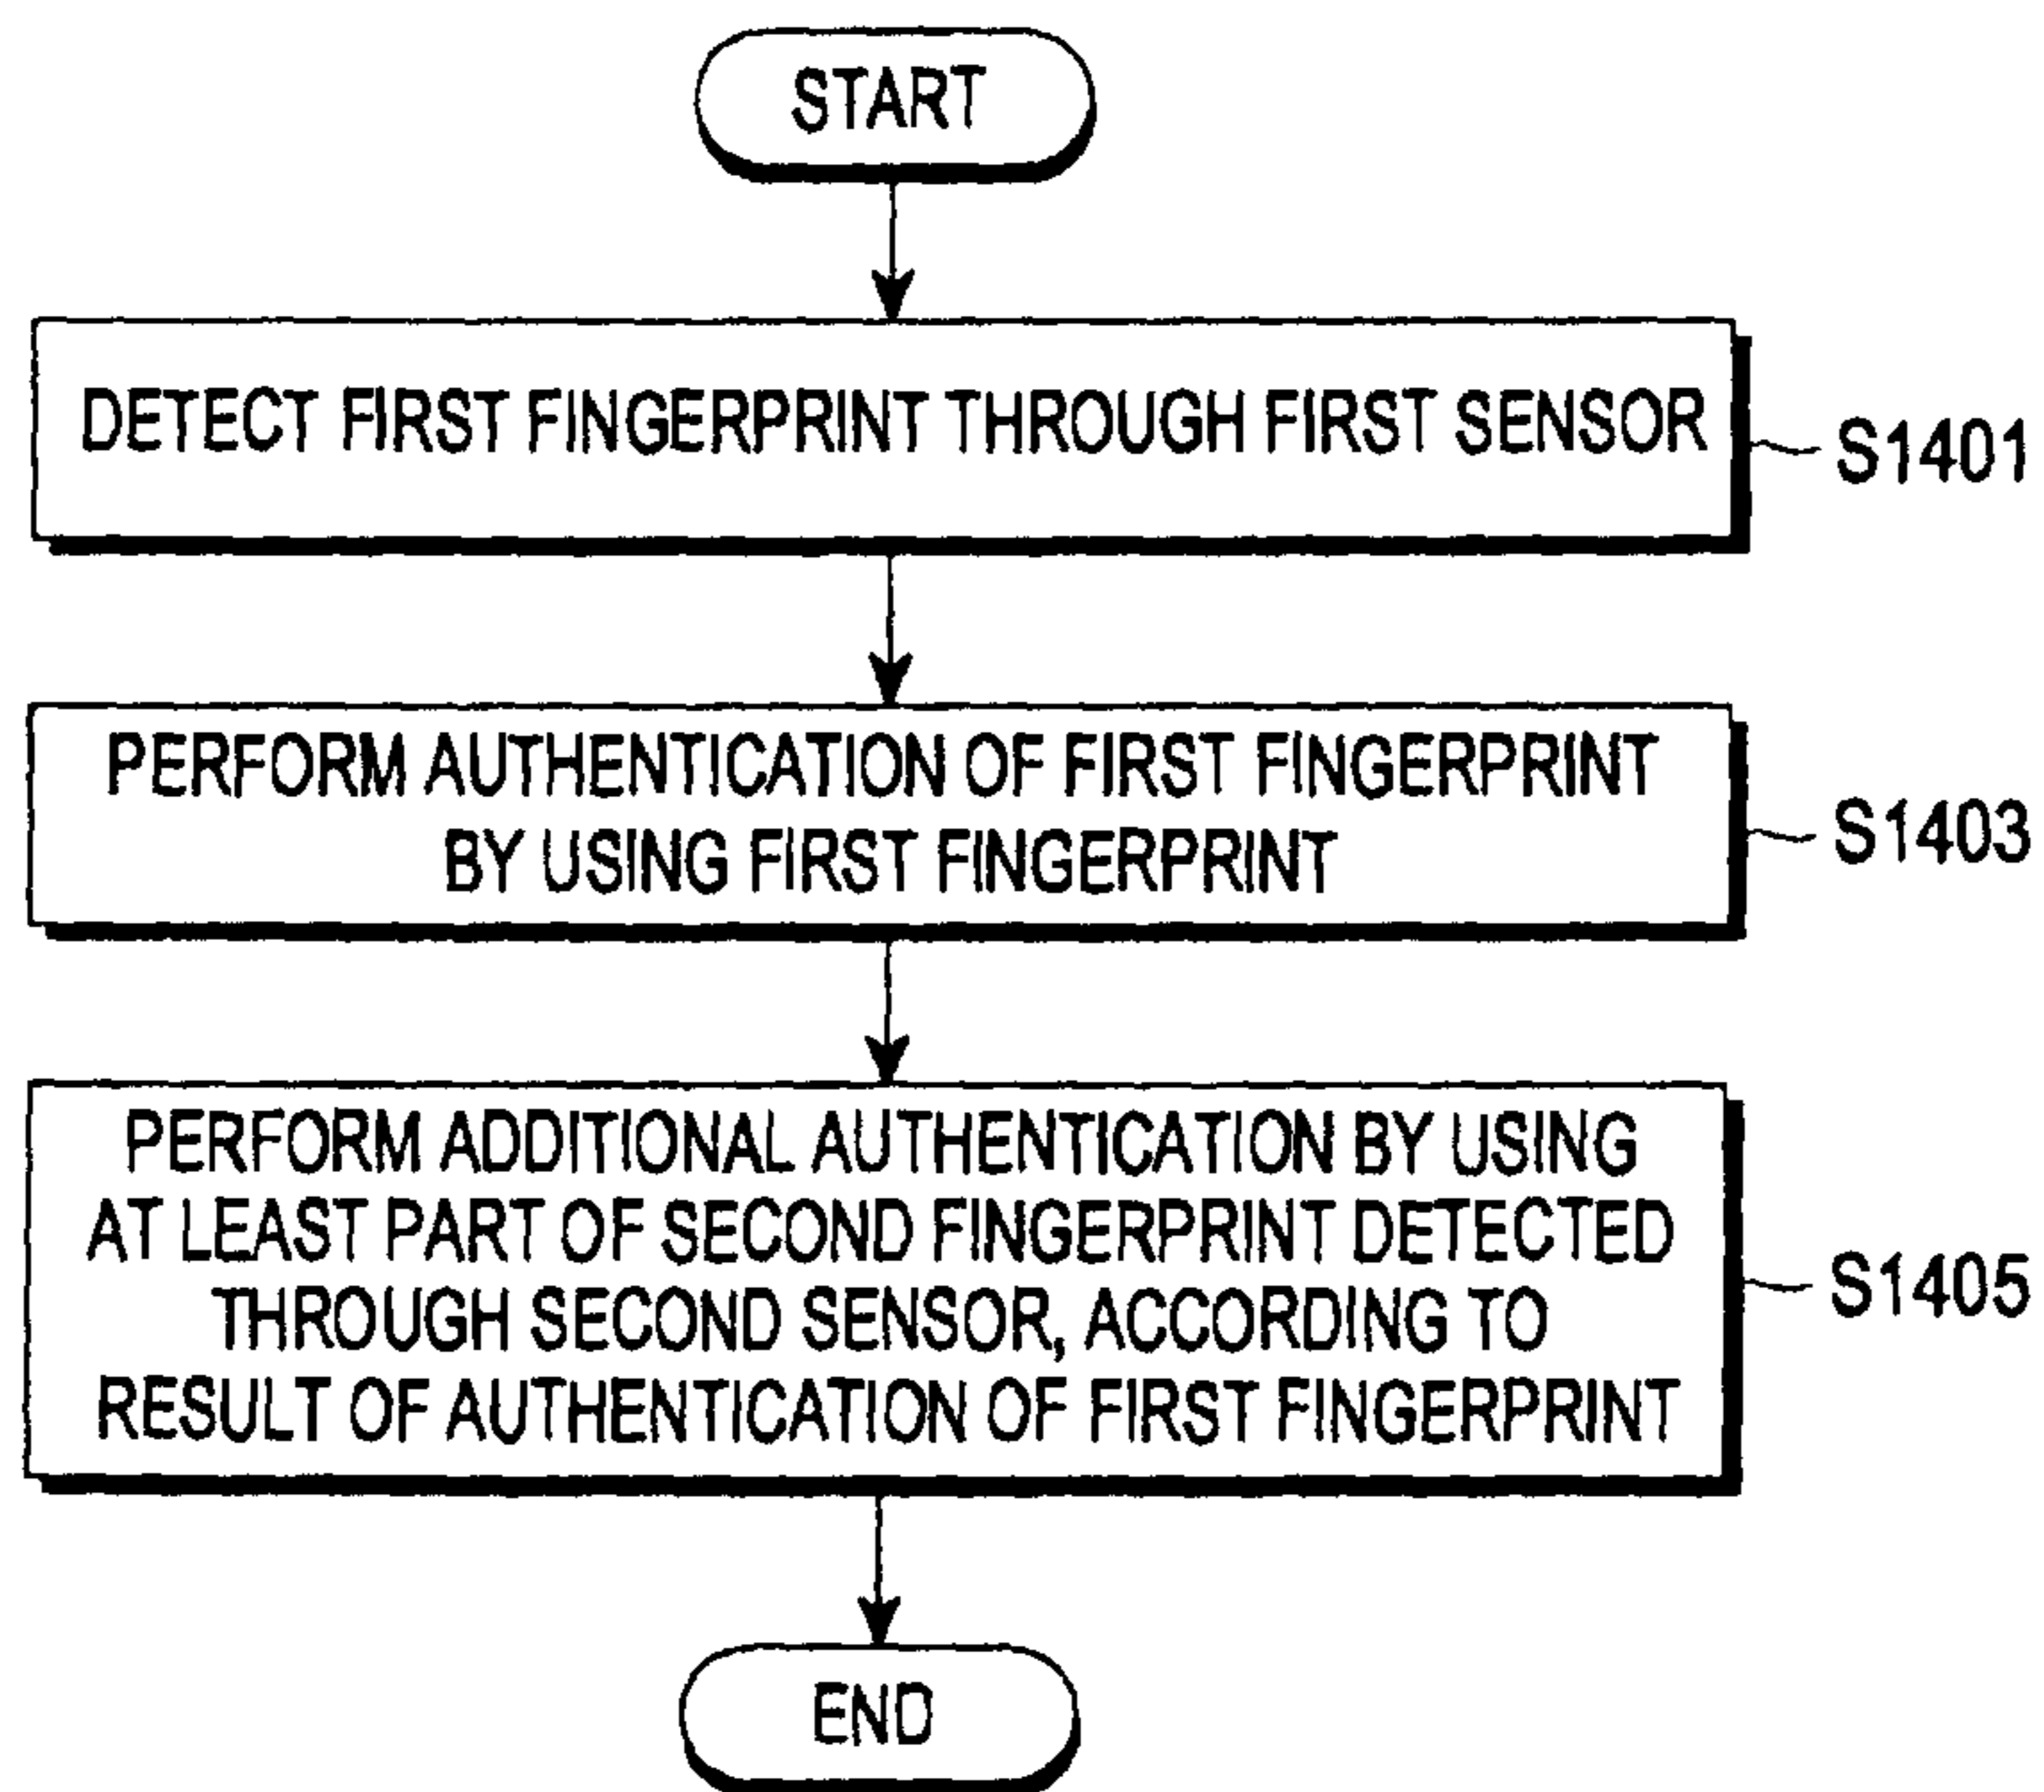 START
DETECT FIRST FINGERPRINT THROUGH FIRST SENSOR
S1401
PERFORM AUTHENTICATION OF FIRST FINGERPRINT
BY USING FIRST FINGERPRINT
S1403
PERFORM ADDITIONAL AUTHENTICATION BY USING
AT LEAST PART OF SECOND FINGERPRINT DETECTED
THROUGH SECOND SENSOR, ACCORDING TO
RESULT OF AUTHENTICATION OF FIRST FINGERPRINT
S1405
END